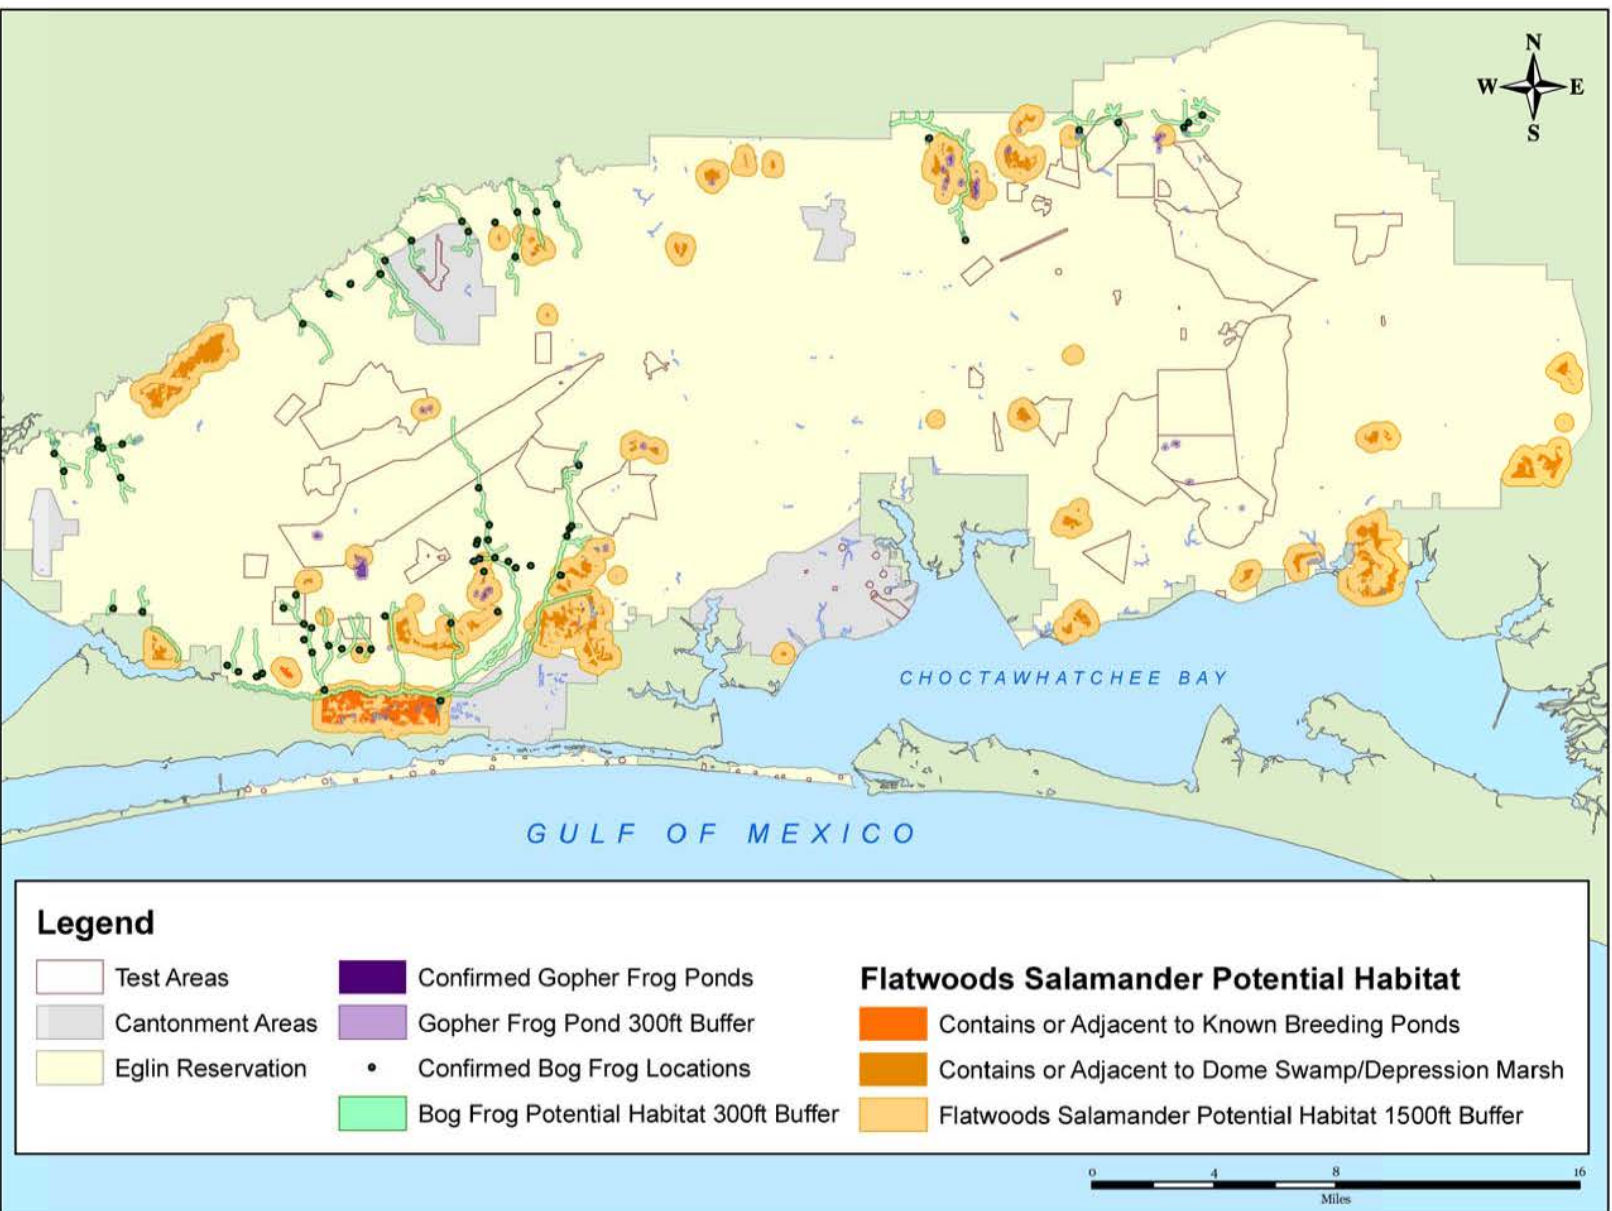 N
W E
S
CHOCTAWHATCHEE BAY
GULF OF MEXICO
Legend
Test Areas
Cantonment Areas
Eglin Reservation
Confirmed Gopher Frog Ponds
Gopher Frog Pond 300ft Buffer
Confirmed Bog Frog Locations
Bog Frog Potential Habitat 300ft Buffer
Flatwoods Salamander Potential Habitat
Contains or Adjacent to Known Breeding Ponds
Contains or Adjacent to Dome Swamp/Depression Marsh
Flatwoods Salamander Potential Habitat 1500ft Buffer
0 4 8 16
Miles